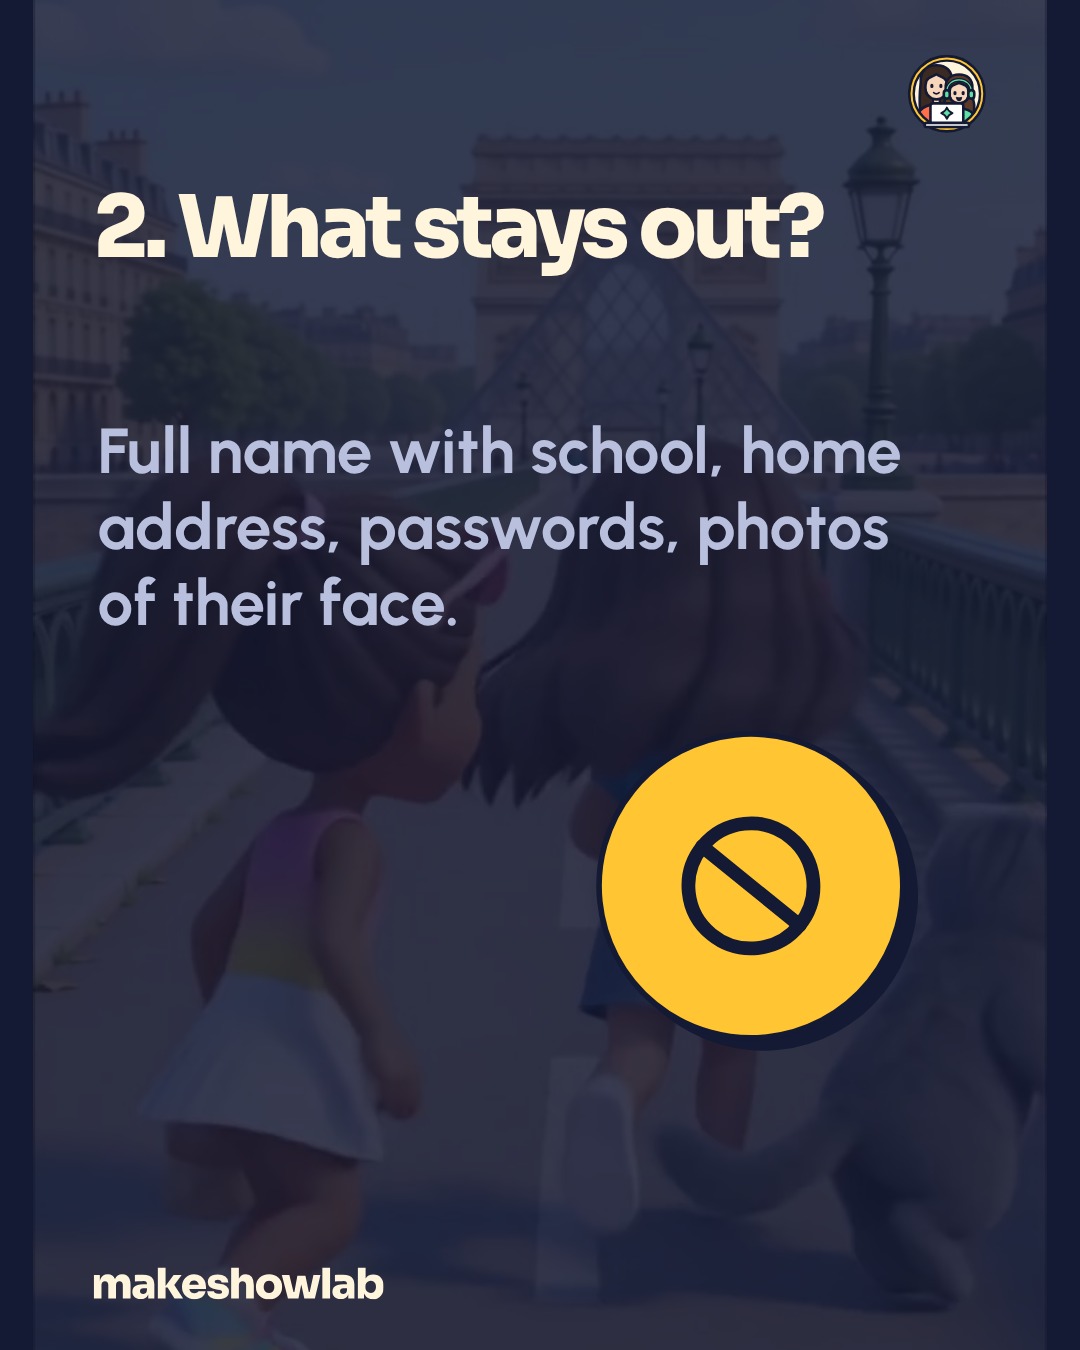 2. What stays out?
Full name with school, home
address, passwords, photos
of their face.
makeshowlab